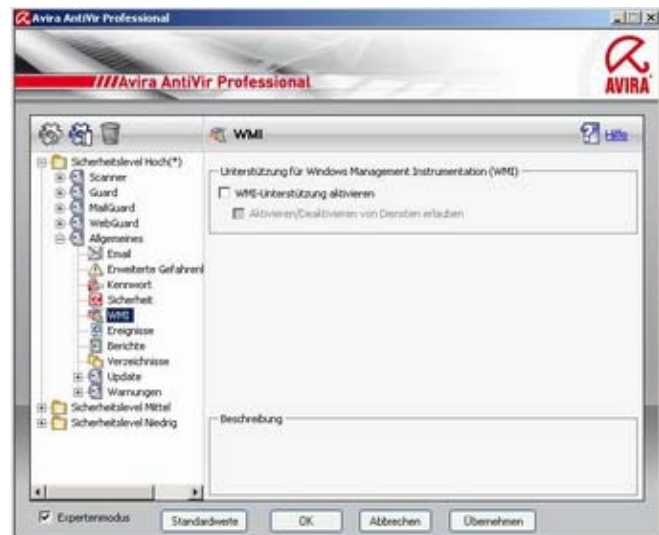 Avira AntiVir Professional
Avira AntiVir Professional
AVIRA
WMI
Hilfe
Sicherheitslevel Hoch(*)
Scanner
Guard
MailGuard
WebGuard
Allgemeines
Email
Erweiterte Gefahren
Kennwort
Sicherheit
WMI
Ereignisse
Berichte
Verzeichnisse
Update
Warnungen
Sicherheitslevel Mittel
Sicherheitslevel Niedrig
Unterstützung für Windows Management Instrumentation (WMI)
WMI-Unterstützung aktivieren
Aktivieren/Deaktivieren von Diensten erlauben
Beschreibung
Expertenmodus
Standardwerte
OK
Abbrechen
Übernehmen